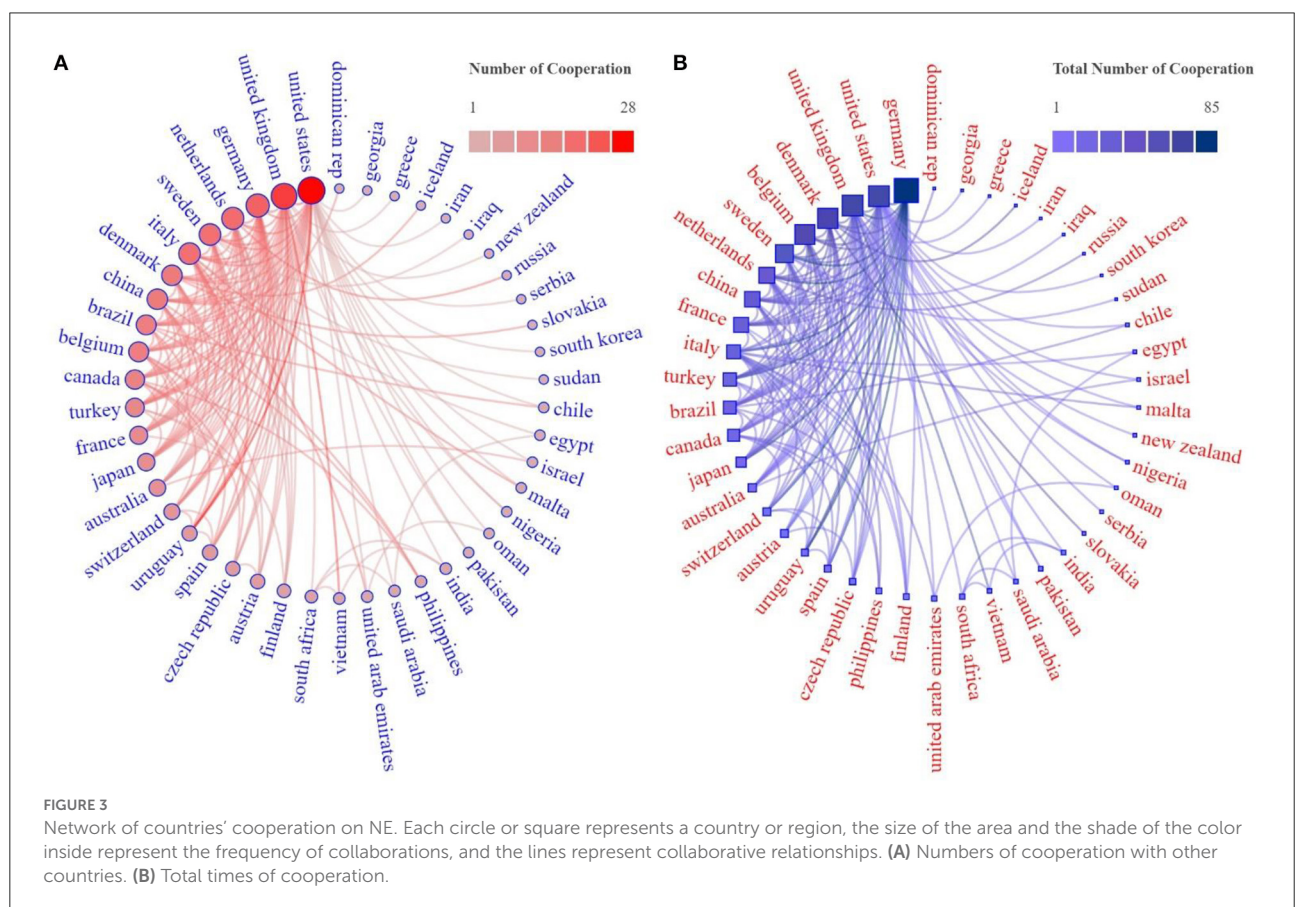 A
Number of Cooperation
1 28
dominican rep
georgia
greece
iceland
iran
iraq
new zealand
russia
serbia
slovakia
south korea
sudan
chile
egypt
israel
malta
nigeria
oman
pakistan
india
philippines
saudi arabia
united arab emirates
vietnam
south africa
finland
austria
czech republic
spain
uruguay
switzerland
australia
japan
france
turkey
canada
belgium
brazil
china
denmark
italy
sweden
netherlands
germany
united kingdom
united states
B
Total Number of Cooperation
1 85
dominican rep
georgia
greece
iceland
iran
iraq
russia
south korea
sudan
chile
egypt
israel
malta
new zealand
nigeria
oman
serbia
slovakia
india
pakistan
saudi arabia
vietnam
south africa
united arab emirates
finland
philippines
czech republic
spain
uruguay
austria
switzerland
australia
japan
canada
brazil
turkey
italy
france
china
netherlands
sweden
belgium
denmark
united kingdom
united states
germany
FIGURE 3
Network of countries' cooperation on NE. Each circle or square represents a country or region, the size of the area and the shade of the color
inside represent the frequency of collaborations, and the lines represent collaborative relationships. (A) Numbers of cooperation with other
countries. (B) Total times of cooperation.